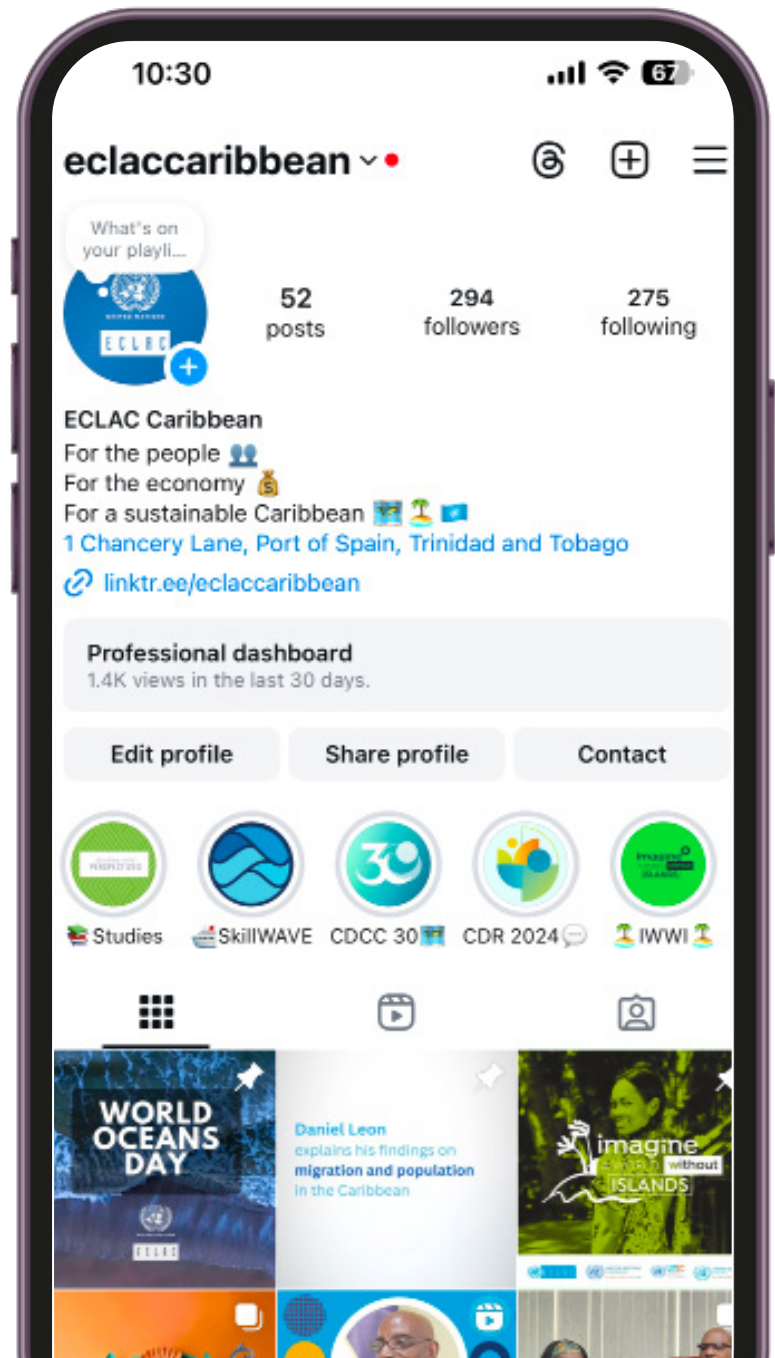 10:30
67
eclaccaribbean
What's on
your playli...
ECLAC
52
posts
294
followers
275
following
ECLAC Caribbean
For the people 👥
For the economy 💰
For a sustainable Caribbean 🗺️ 🏝️ 🇺🇳
1 Chancery Lane, Port of Spain, Trinidad and Tobago
linktr.ee/eclaccaribbean
Professional dashboard
1.4K views in the last 30 days.
Edit profile
Share profile
Contact
30
imagine
without
ISLANDS
📚 Studies
🚢 SkillWAVE
CDCC 30 🗺️
CDR 2024 💬
🏝️ IWWI 🏝️
WORLD
OCEANS
DAY
ECLAC
Daniel Leon
explains his findings on
migration and population
in the Caribbean
imagine
without
ISLANDS